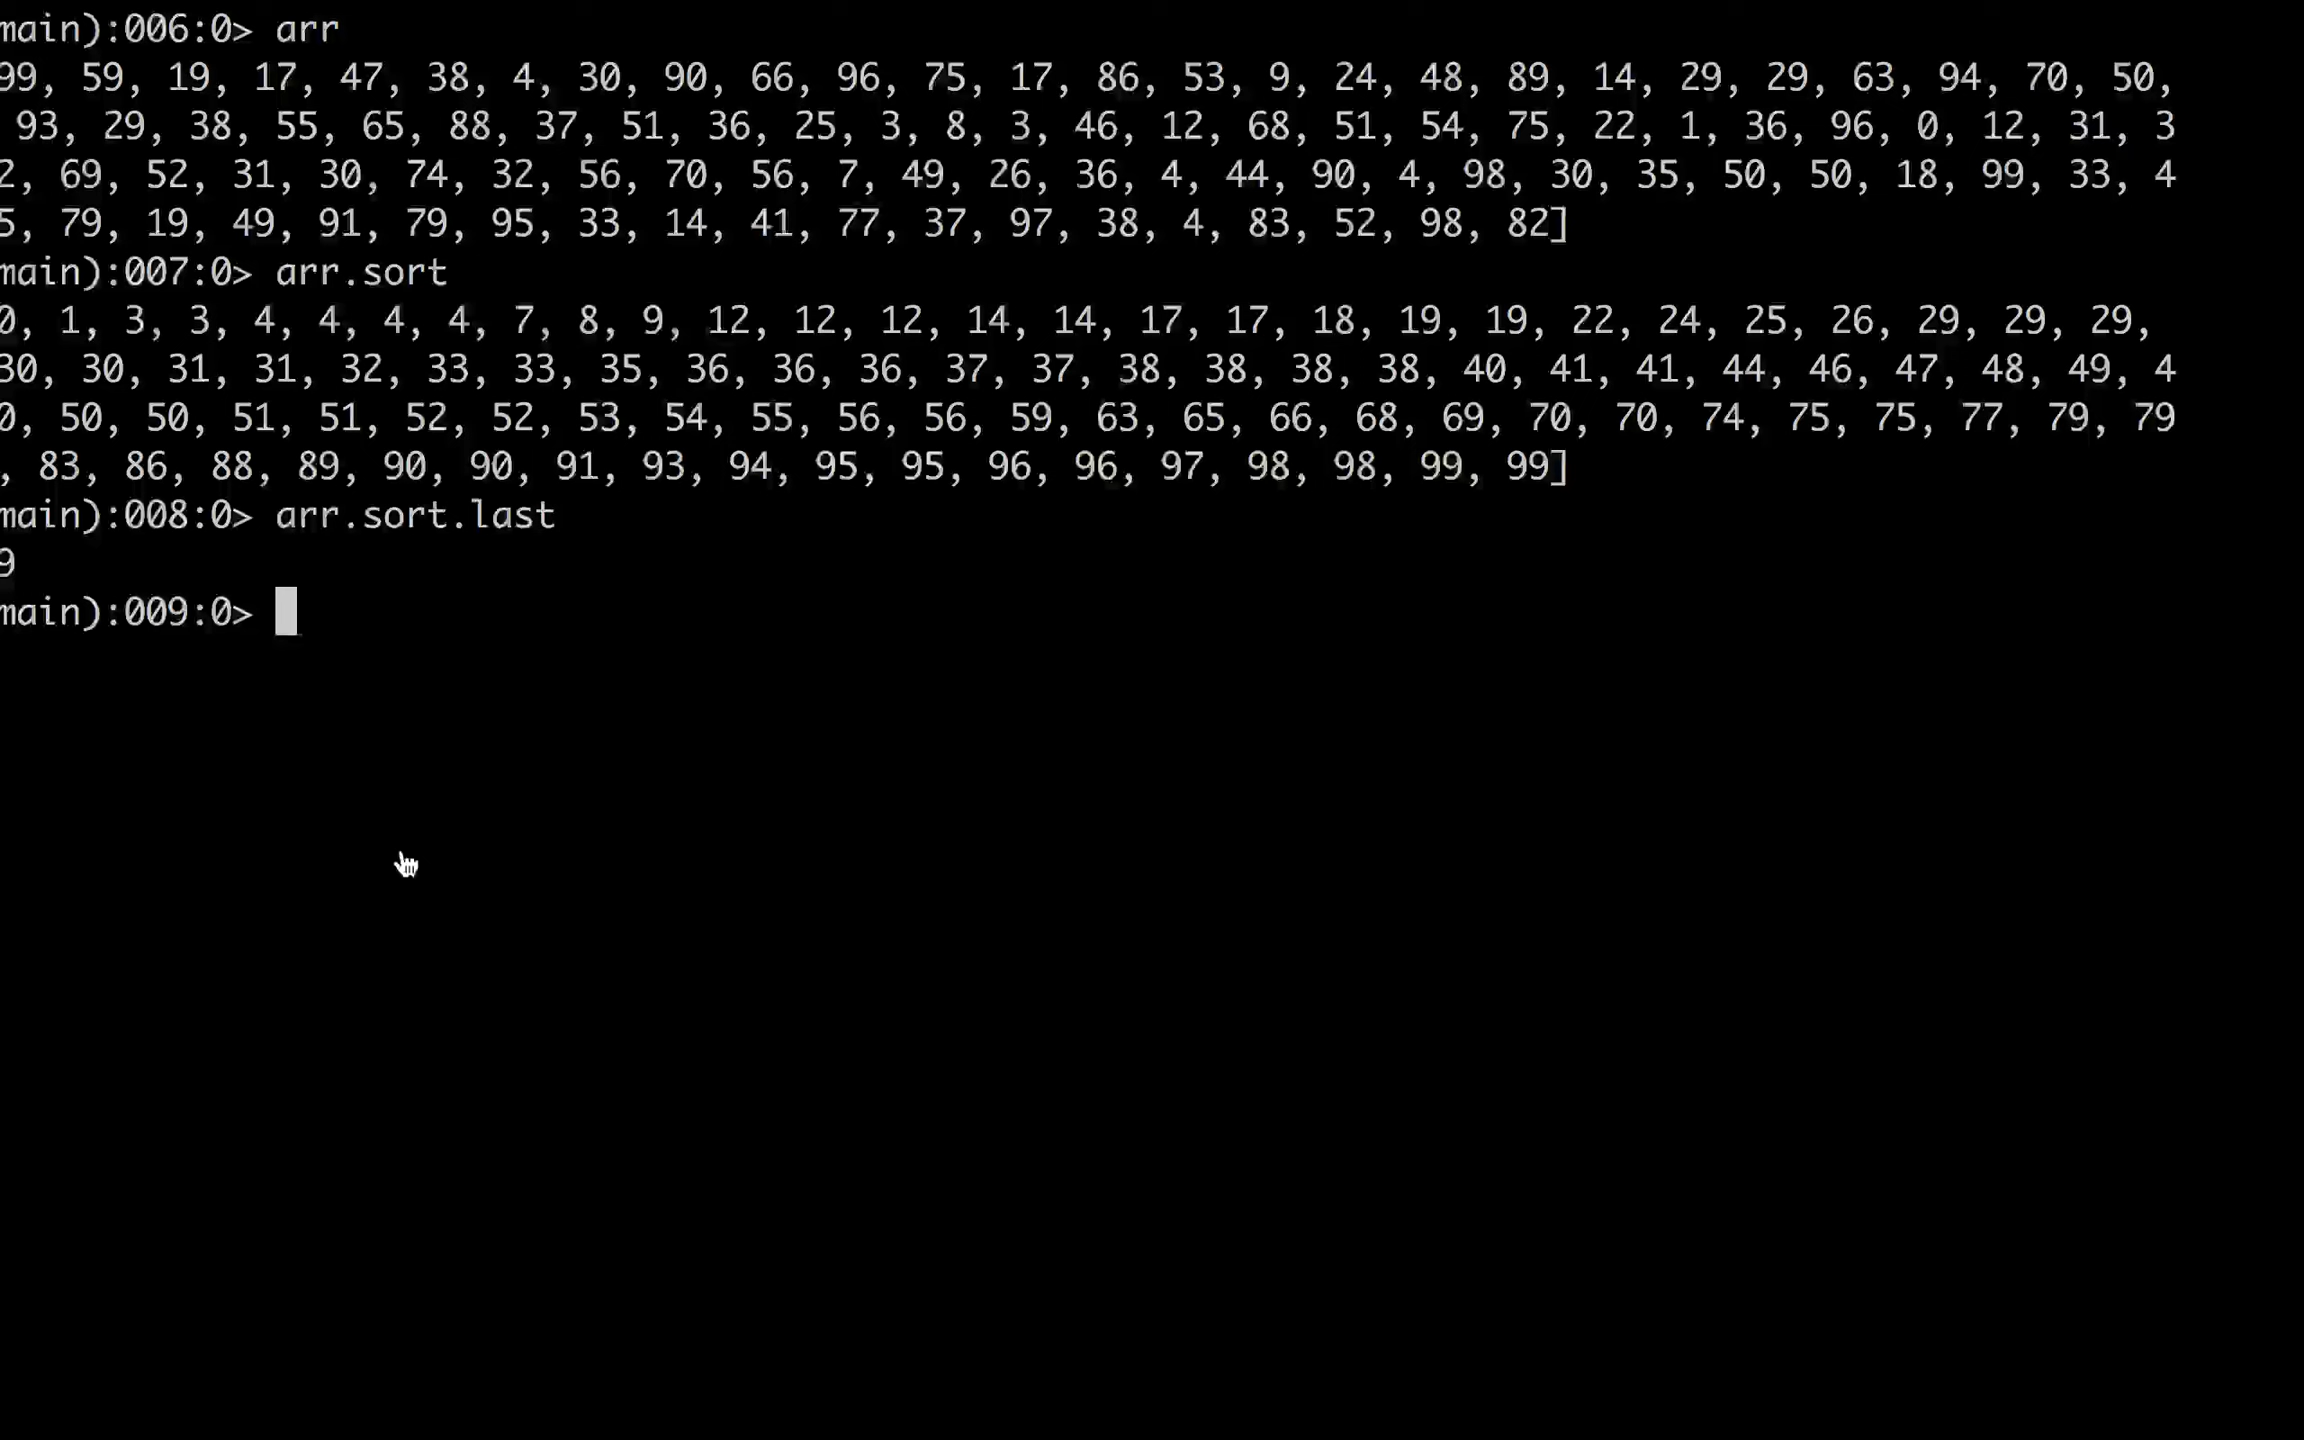 main):006:0> arr
99, 59, 19, 17, 47, 38, 4, 30, 90, 66, 96, 75, 17, 86, 53, 9, 24, 48, 89, 14, 29, 29, 63, 94, 70, 50,
93, 29, 38, 55, 65, 88, 37, 51, 36, 25, 3, 8, 3, 46, 12, 68, 51, 54, 75, 22, 1, 36, 96, 0, 12, 31, 3
2, 69, 52, 31, 30, 74, 32, 56, 70, 56, 7, 49, 26, 36, 4, 44, 90, 4, 98, 30, 35, 50, 50, 18, 99, 33, 4
5, 79, 19, 49, 91, 79, 95, 33, 14, 41, 77, 37, 97, 38, 4, 83, 52, 98, 82]
main):007:0> arr.sort
0, 1, 3, 3, 4, 4, 4, 4, 7, 8, 9, 12, 12, 12, 14, 14, 17, 17, 18, 19, 19, 22, 24, 25, 26, 29, 29, 29,
30, 30, 31, 31, 32, 33, 33, 35, 36, 36, 36, 37, 37, 38, 38, 38, 38, 40, 41, 41, 44, 46, 47, 48, 49, 4
0, 50, 50, 51, 51, 52, 52, 53, 54, 55, 56, 56, 59, 63, 65, 66, 68, 69, 70, 70, 74, 75, 75, 77, 79, 79
, 83, 86, 88, 89, 90, 90, 91, 93, 94, 95, 95, 96, 96, 97, 98, 98, 99, 99]
main):008:0> arr.sort.last
9
main):009:0>